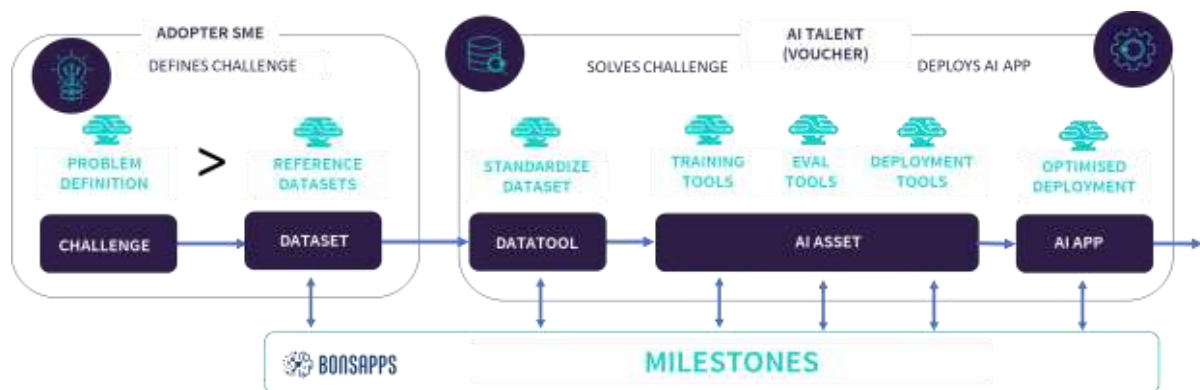 ADOPTER SME
DEFINES CHALLENGE
PROBLEM
DEFINITION
>
REFERENCE
DATASETS
CHALLENGE
DATASET
AI TALENT
(VOUCHER)
SOLVES CHALLENGE
DEPLOYS AI APP
STANDARDIZE
DATASET
TRAINING
TOOLS
EVAL
TOOLS
DEPLOYMENT
TOOLS
OPTIMISED
DEPLOYMENT
DATATOOL
AI ASSET
AI APP
BONSAPPS
MILESTONES